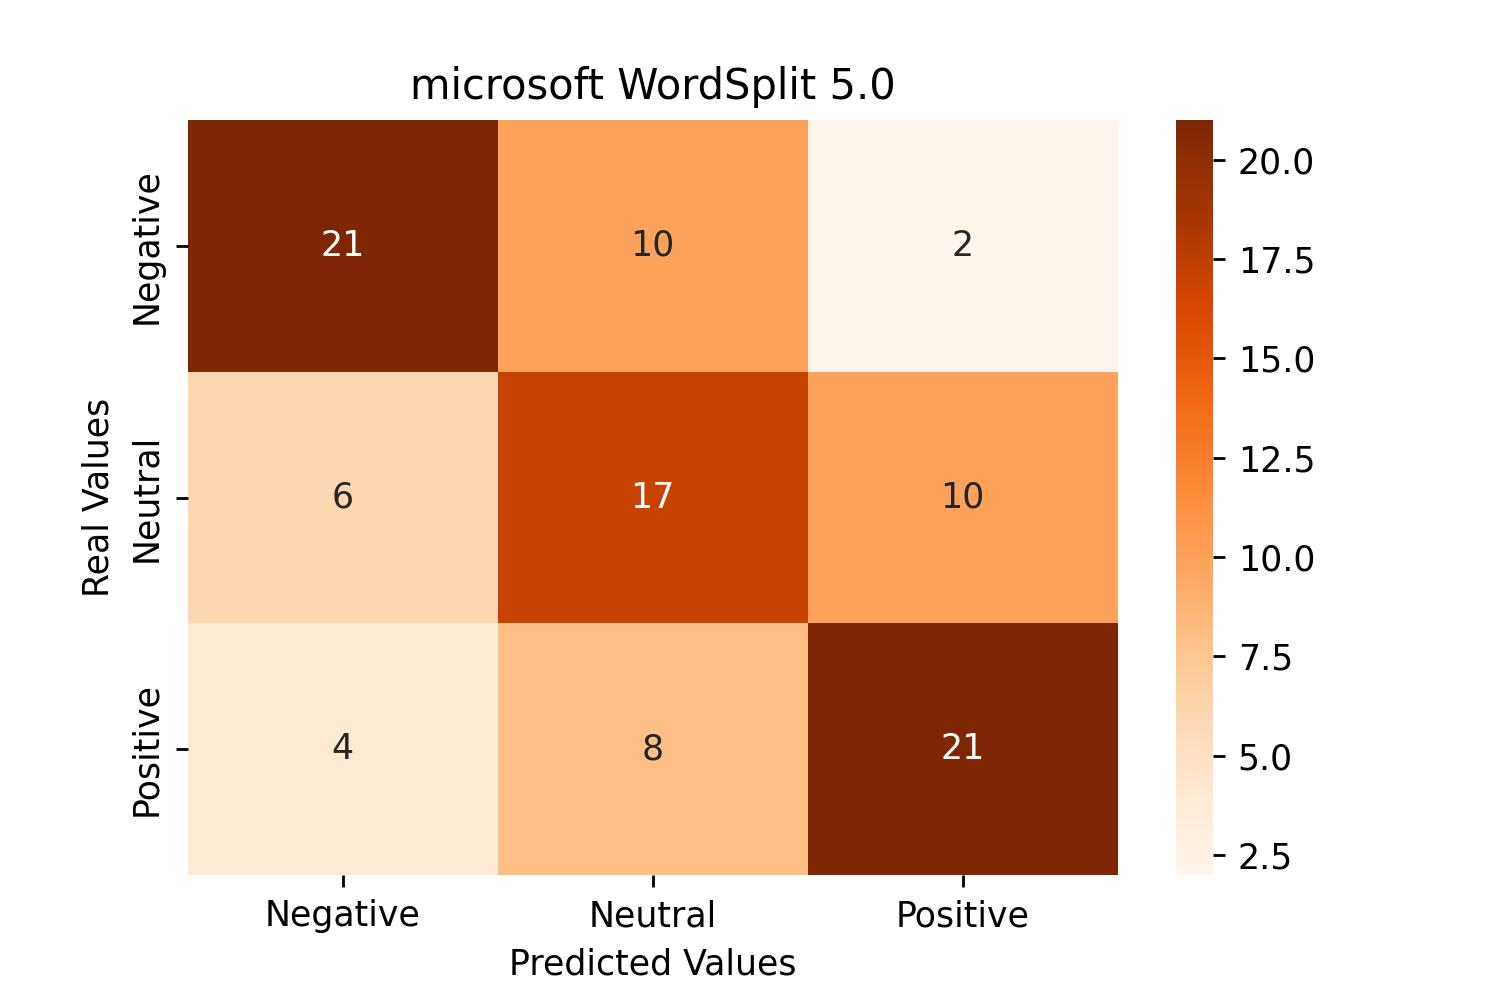 microsoft WordSplit 5.0
Real Values
Negative
21 10 2
Neutral
6 17 10
Positive
4 8 21
Negative Neutral Positive
Predicted Values
20.0
17.5
15.0
12.5
10.0
7.5
5.0
2.5